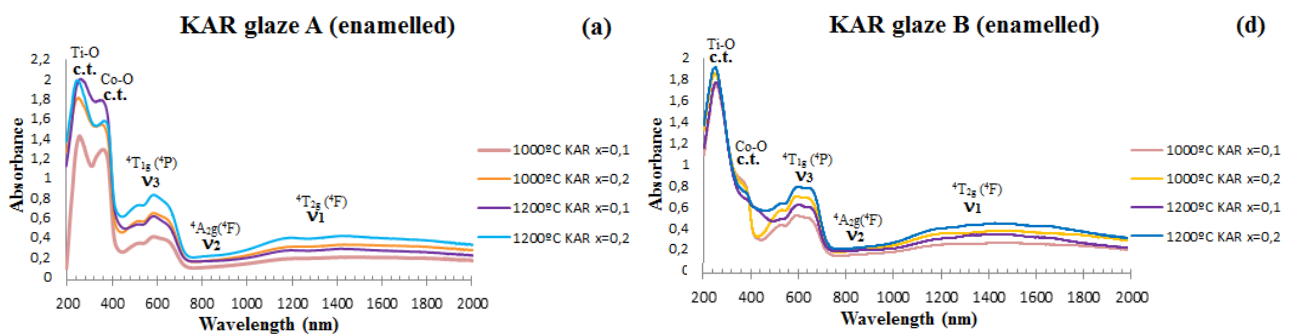 KAR glaze A (enamelled)
(a)
2,2
2
1,8
1,6
1,4
1,2
1
0,8
0,6
0,4
0,2
0
Absorbance
Ti-O
c.t.
Co-O
c.t.
⁴T₁g (⁴P)
ν3
⁴A₂g(⁴F)
ν2
⁴T₂g (⁴F)
ν1
200 400 600 800 1000 1200 1400 1600 1800 2000
Wavelength (nm)
1000ºC KAR x=0,1
1000ºC KAR x=0,2
1200ºC KAR x=0,1
1200ºC KAR x=0,2
KAR glaze B (enamelled)
(d)
2
1,8
1,6
1,4
1,2
1
0,8
0,6
0,4
0,2
0
Absorbance
Ti-O
c.t.
Co-O
c.t.
⁴T₁g (⁴P)
ν3
⁴A₂g(⁴F)
ν2
⁴T₂g (⁴F)
ν1
200 400 600 800 1000 1200 1400 1600 1800 2000
Wavelength (nm)
1000ºC KAR x=0,1
1000ºC KAR x=0,2
1200ºC KAR x=0,1
1200ºC KAR x=0,2